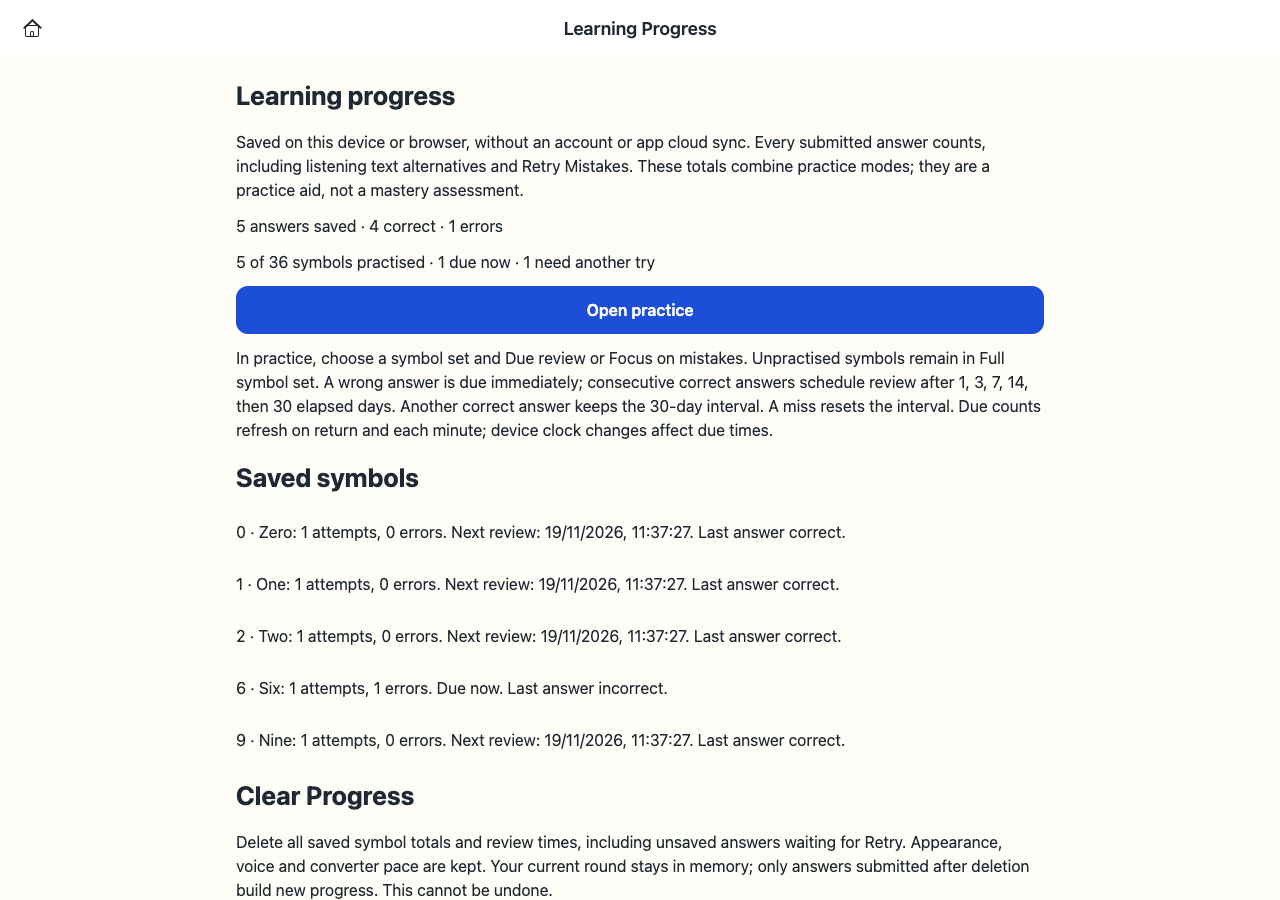 Learning Progress
Learning progress
Saved on this device or browser, without an account or app cloud sync. Every submitted answer counts,
including listening text alternatives and Retry Mistakes. These totals combine practice modes; they are a
practice aid, not a mastery assessment.
5 answers saved · 4 correct · 1 errors
5 of 36 symbols practised · 1 due now · 1 need another try
Open practice
In practice, choose a symbol set and Due review or Focus on mistakes. Unpractised symbols remain in Full
symbol set. A wrong answer is due immediately; consecutive correct answers schedule review after 1, 3, 7, 14,
then 30 elapsed days. Another correct answer keeps the 30-day interval. A miss resets the interval. Due counts
refresh on return and each minute; device clock changes affect due times.
Saved symbols
0 · Zero: 1 attempts, 0 errors. Next review: 19/11/2026, 11:37:27. Last answer correct.
1 · One: 1 attempts, 0 errors. Next review: 19/11/2026, 11:37:27. Last answer correct.
2 · Two: 1 attempts, 0 errors. Next review: 19/11/2026, 11:37:27. Last answer correct.
6 · Six: 1 attempts, 1 errors. Due now. Last answer incorrect.
9 · Nine: 1 attempts, 0 errors. Next review: 19/11/2026, 11:37:27. Last answer correct.
Clear Progress
Delete all saved symbol totals and review times, including unsaved answers waiting for Retry. Appearance,
voice and converter pace are kept. Your current round stays in memory; only answers submitted after deletion
build new progress. This cannot be undone.